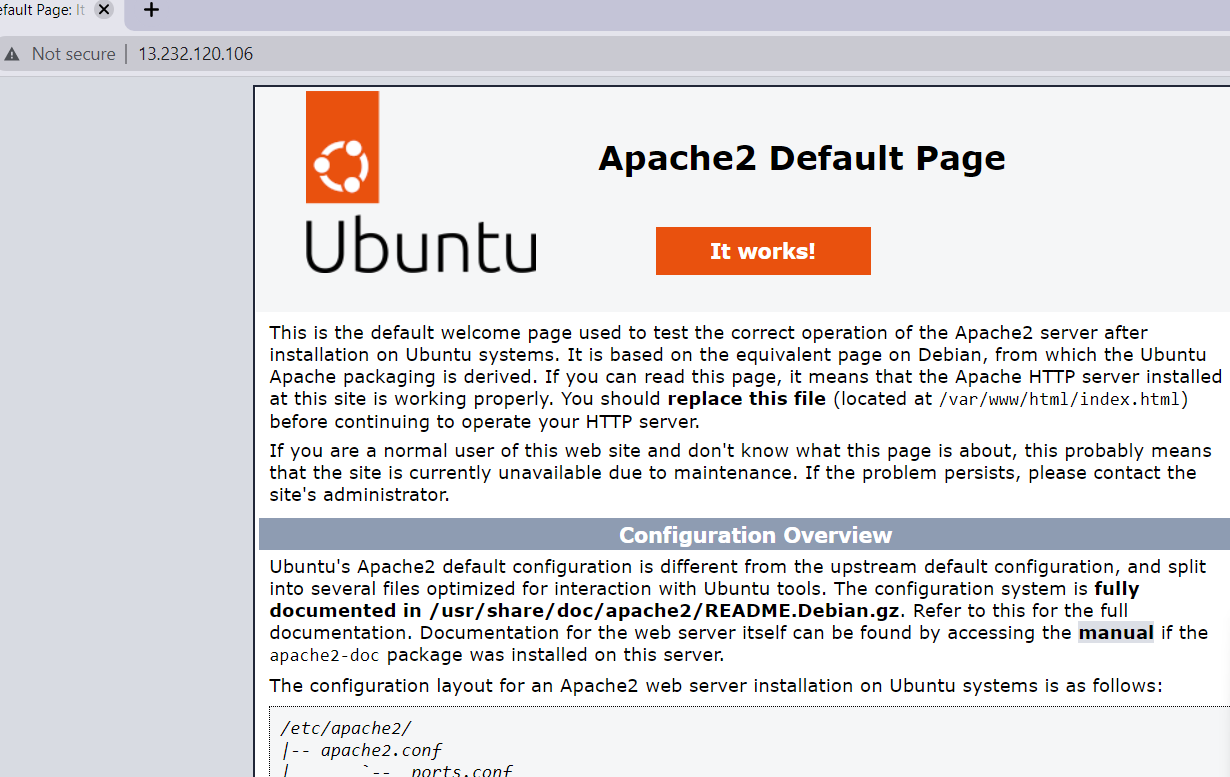 efault Page: It
Not secure | 13.232.120.106
Ubuntu
Apache2 Default Page
It works!
This is the default welcome page used to test the correct operation of the Apache2 server after
installation on Ubuntu systems. It is based on the equivalent page on Debian, from which the Ubuntu
Apache packaging is derived. If you can read this page, it means that the Apache HTTP server installed
at this site is working properly. You should replace this file (located at /var/www/html/index.html)
before continuing to operate your HTTP server.
If you are a normal user of this web site and don't know what this page is about, this probably means
that the site is currently unavailable due to maintenance. If the problem persists, please contact the
site's administrator.
Configuration Overview
Ubuntu's Apache2 default configuration is different from the upstream default configuration, and split
into several files optimized for interaction with Ubuntu tools. The configuration system is fully
documented in /usr/share/doc/apache2/README.Debian.gz. Refer to this for the full
documentation. Documentation for the web server itself can be found by accessing the manual if the
apache2-doc package was installed on this server.
The configuration layout for an Apache2 web server installation on Ubuntu systems is as follows:
/etc/apache2/
|-- apache2.conf
|       `-- ports.conf